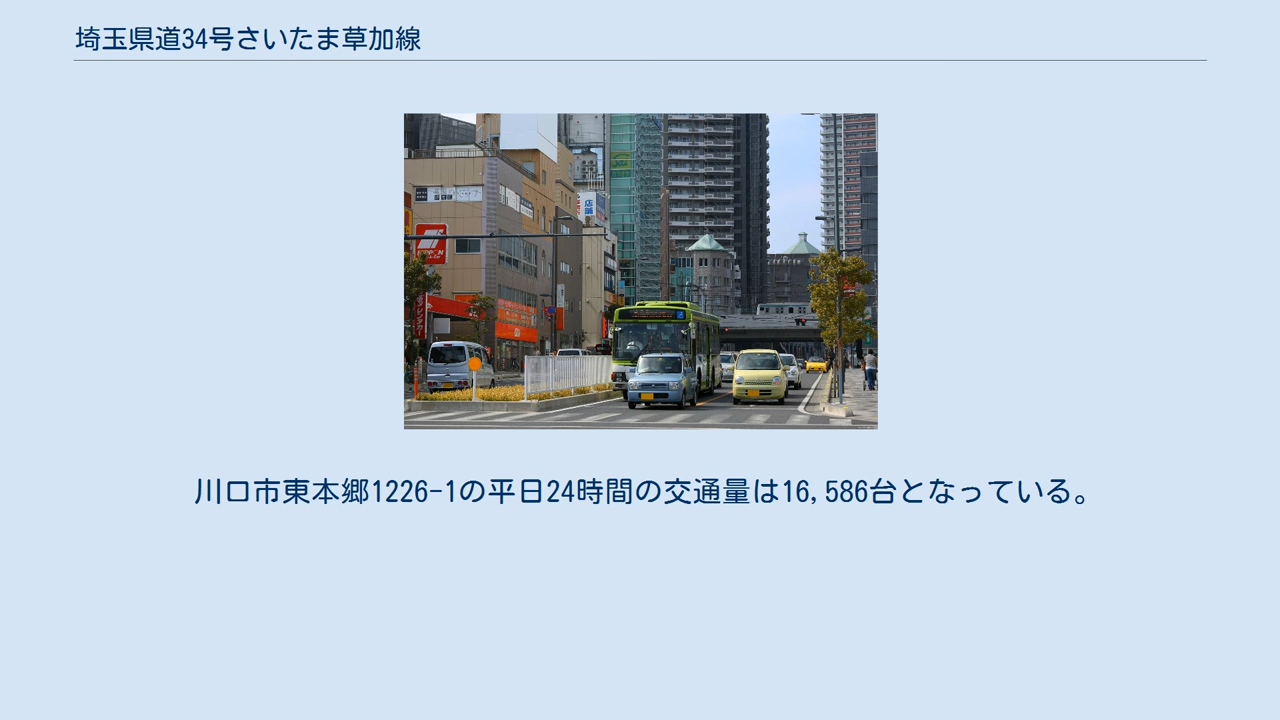 埼玉県道34号さいたま草加線
店舗
川口市東本郷1226-1の平日24時間の交通量は16,586台となっている。